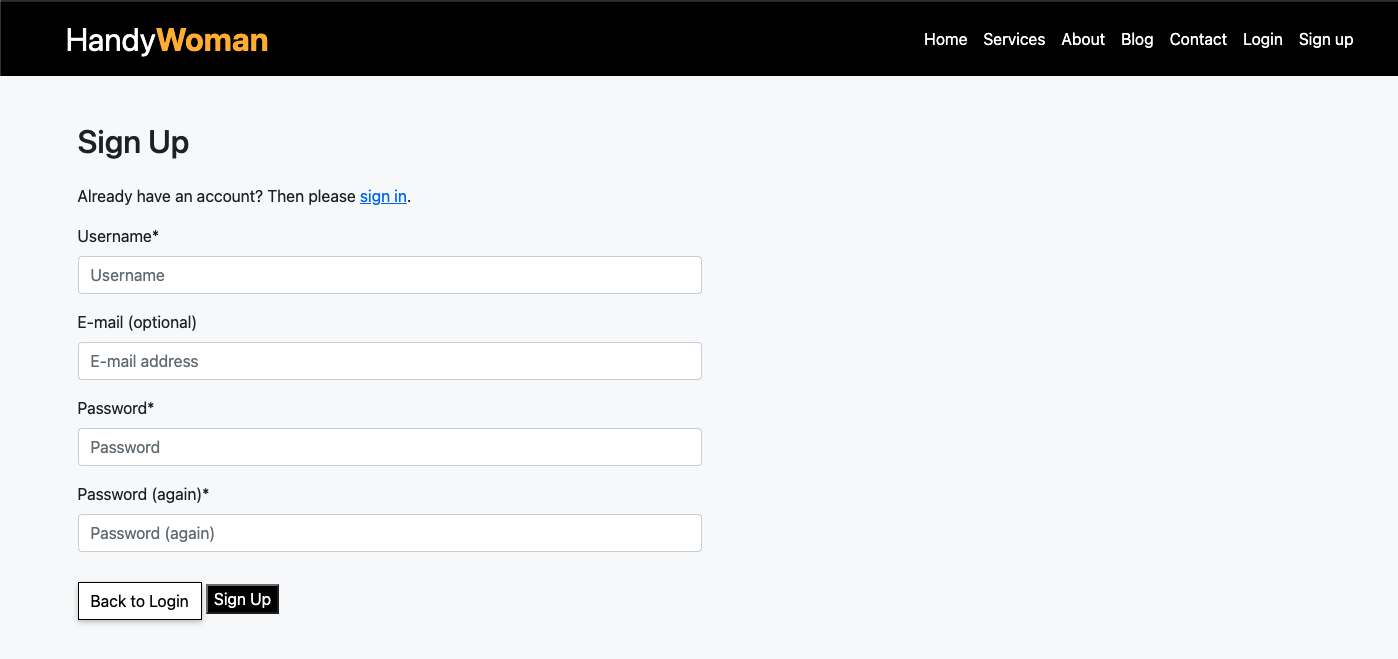 HandyWoman
Home Services About Blog Contact Login Sign up
Sign Up
Already have an account? Then please sign in.
Username*
Username
E-mail (optional)
E-mail address
Password*
Password
Password (again)*
Password (again)
Back to Login Sign Up